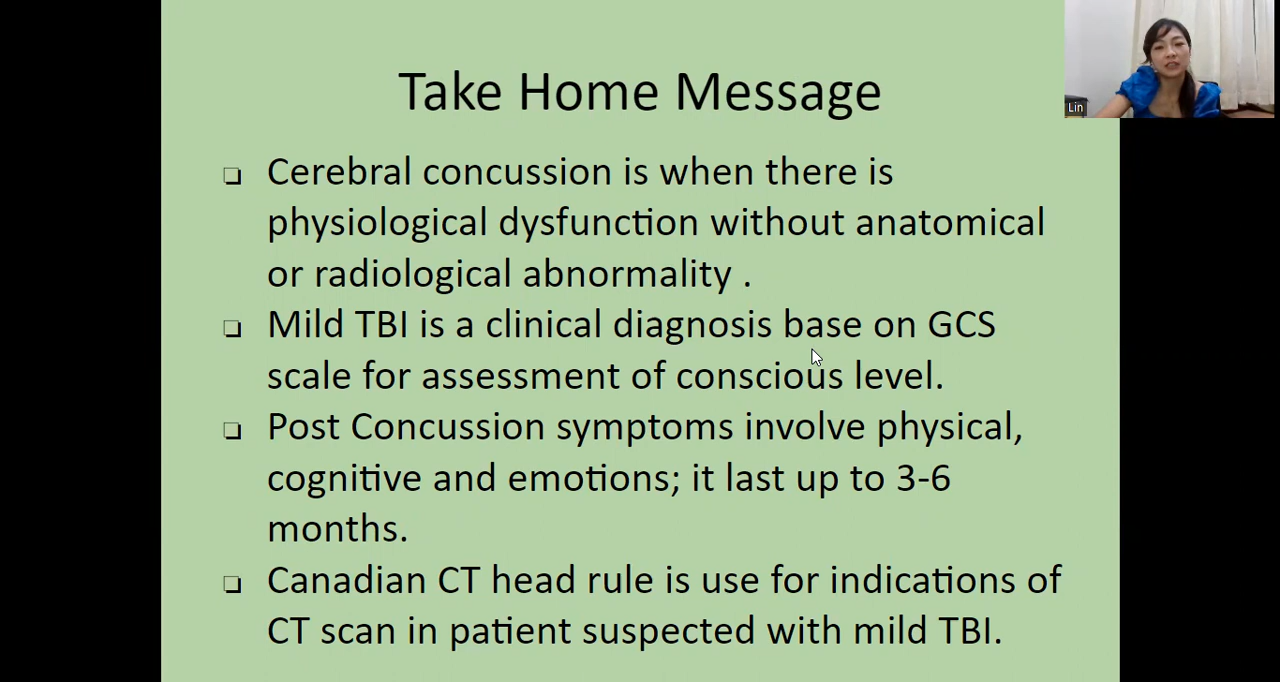 Take Home Message
Lin
❑ Cerebral concussion is when there is
physiological dysfunction without anatomical
or radiological abnormality .
❑ Mild TBI is a clinical diagnosis base on GCS
scale for assessment of conscious level.
❑ Post Concussion symptoms involve physical,
cognitive and emotions; it last up to 3-6
months.
❑ Canadian CT head rule is use for indications of
CT scan in patient suspected with mild TBI.